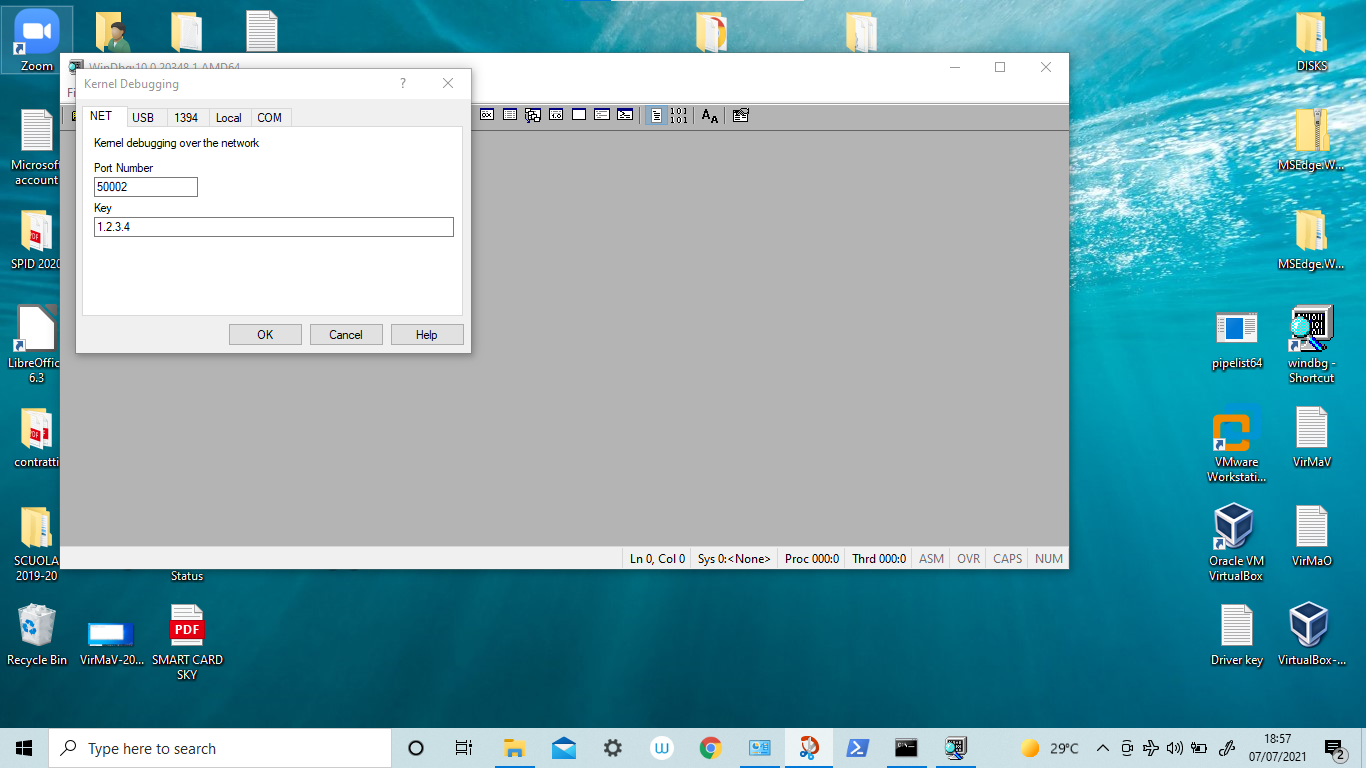 Zoom
DISKS
WinDbg:10.0.20348.1 AMD64
Kernel Debugging
?
NET
USB
1394
Local
COM
Kernel debugging over the network
Port Number
50002
Key
1.2.3.4
OK
Cancel
Help
Ln 0, Col 0
Sys 0:<None>
Proc 000:0
Thrd 000:0
ASM
OVR
CAPS
NUM
Microsoft
account
SPID 2020
LibreOffic
6.3
contratti
SCUOLA
2019-20
Status
Recycle Bin
VirMaV-20...
PDF
SMART CARD
SKY
MSEdge.W...
MSEdge.W...
pipelist64
windbg -
Shortcut
VMware
Workstati...
VirMaV
Oracle VM
VirtualBox
VirMaO
Driver key
VirtualBox-...
Type here to search
29°C
18:57
07/07/2021
2